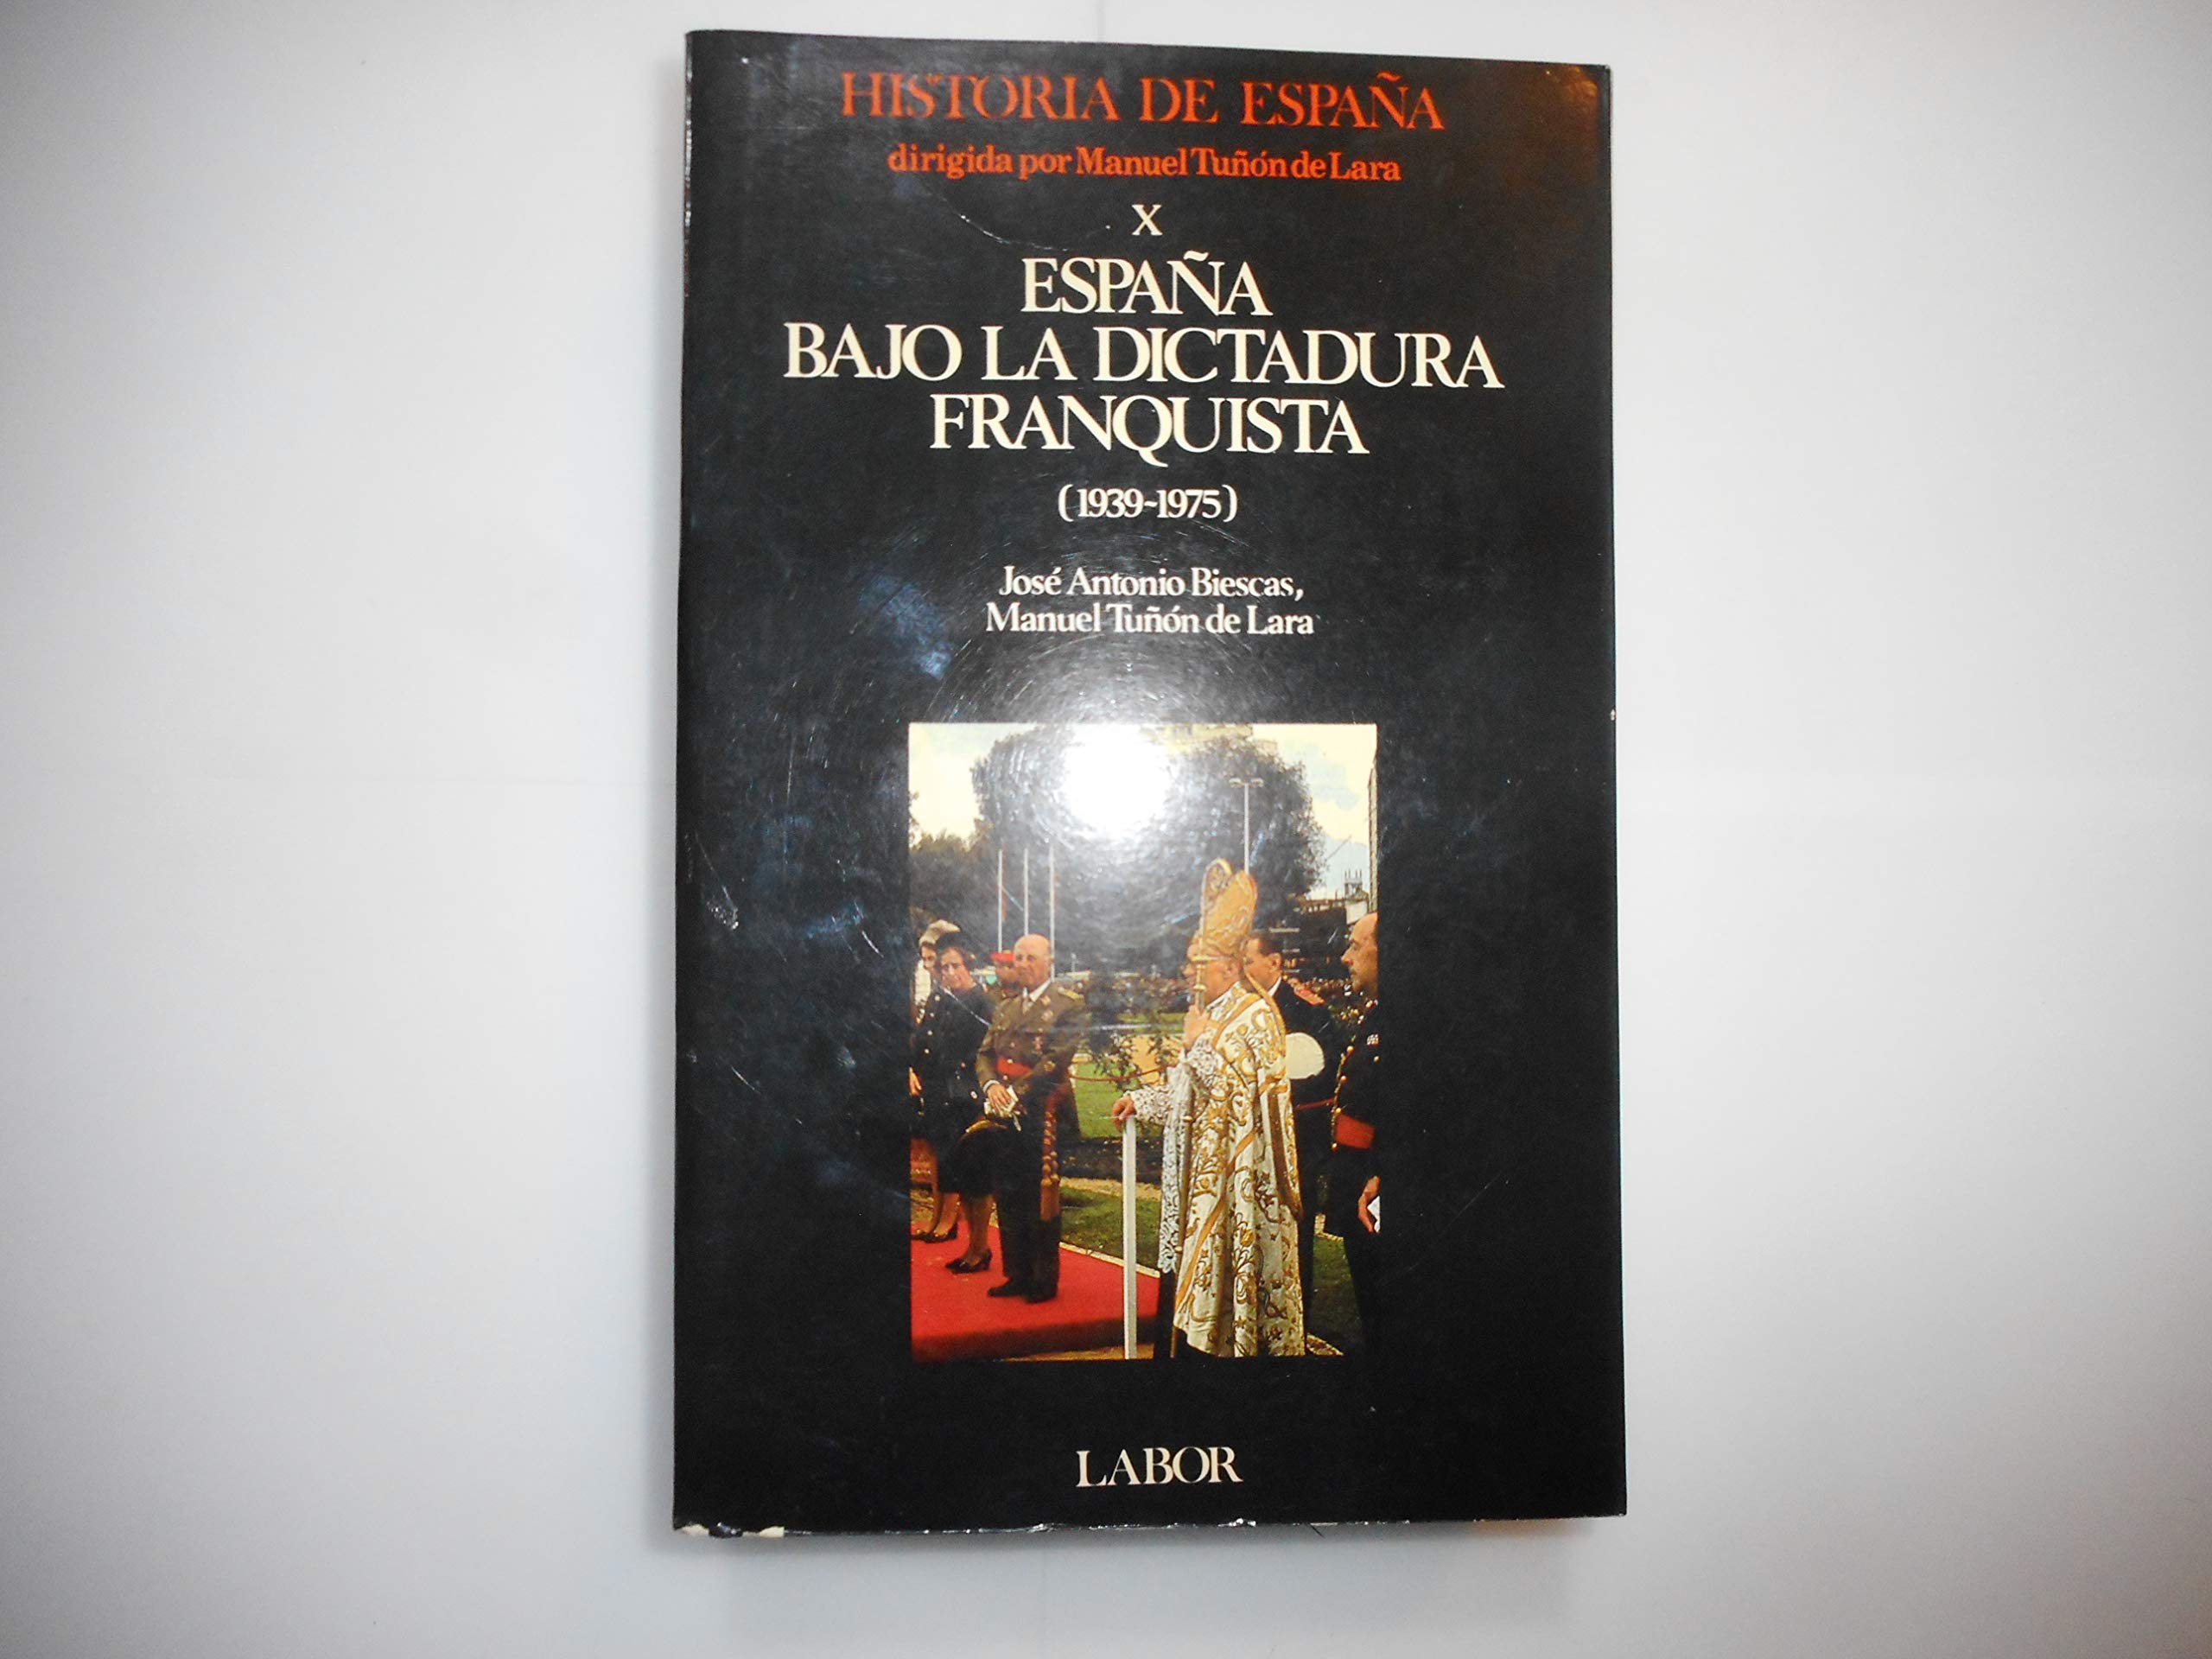 HISTORIA DE ESPAÑA
dirigida por Manuel Tuñón de Lara
X
ESPAÑA
BAJO LA DICTADURA
FRANQUISTA
(1939-1975)
José Antonio Biescas,
Manuel Tuñón de Lara
LABOR